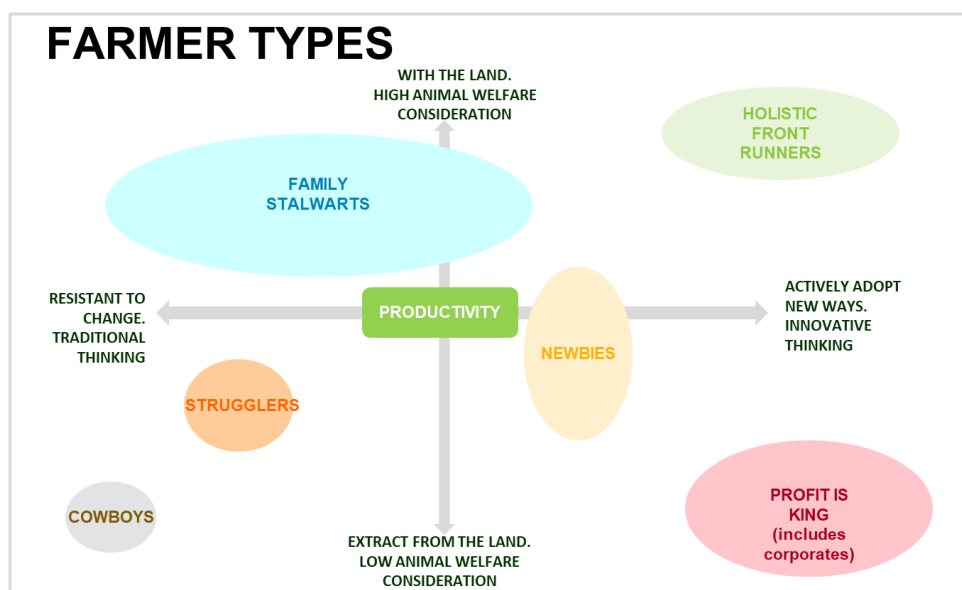 FARMER TYPES
WITH THE LAND.
HIGH ANIMAL WELFARE
CONSIDERATION
HOLISTIC
FRONT
RUNNERS
FAMILY
STALWARTS
RESISTANT TO
CHANGE.
TRADITIONAL
THINKING
PRODUCTIVITY
ACTIVELY ADOPT
NEW WAYS.
INNOVATIVE
THINKING
NEWBIES
STRUGGLERS
COWBOYS
PROFIT IS
KING
(includes
corporates)
EXTRACT FROM THE LAND.
LOW ANIMAL WELFARE
CONSIDERATION